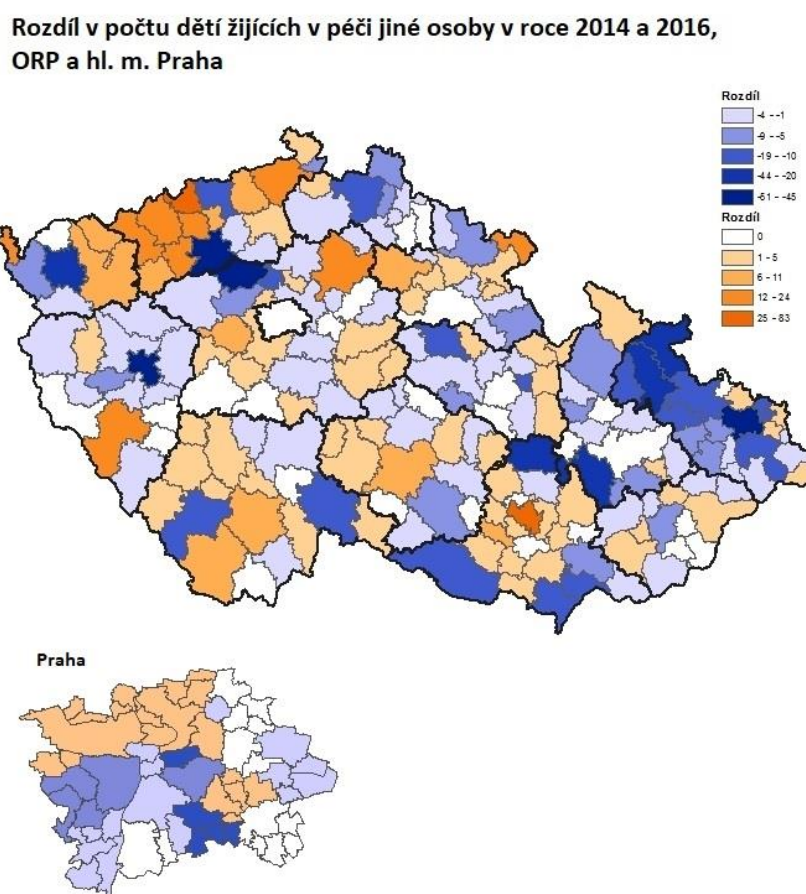 Rozdíl v počtu dětí žijících v péči jiné osoby v roce 2014 a 2016,
ORP a hl. m. Praha
Rozdíl
-4 - -1
-9 - -5
-19 - -10
-44 - -20
-61 - -45
Rozdíl
0
1 - 5
6 - 11
12 - 24
25 - 83
Praha